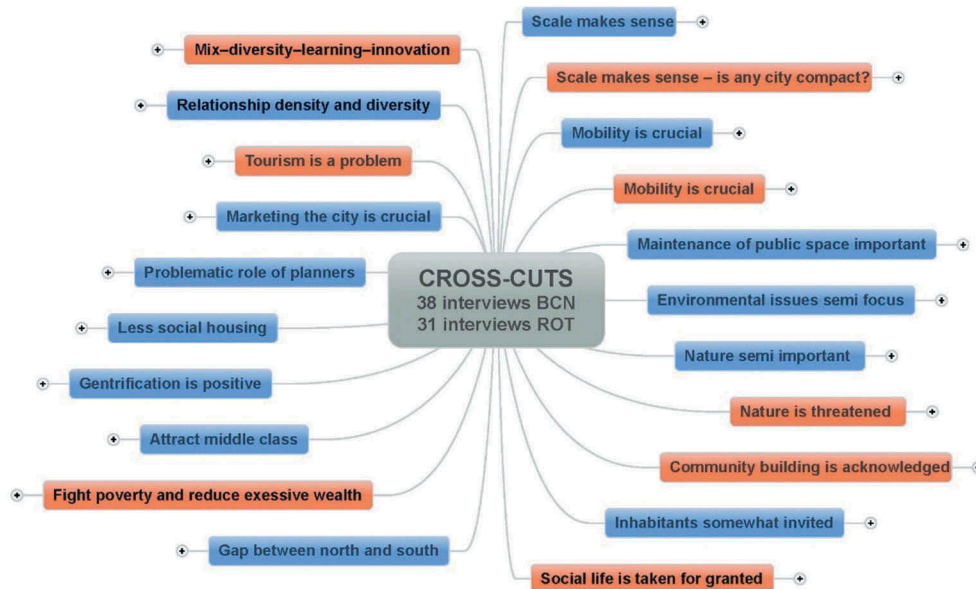 Mix–diversity–learning–innovation
Relationship density and diversity
Tourism is a problem
Marketing the city is crucial
Problematic role of planners
Less social housing
Gentrification is positive
Attract middle class
Fight poverty and reduce exessive wealth
Gap between north and south
CROSS-CUTS
38 interviews BCN
31 interviews ROT
Scale makes sense
Scale makes sense – is any city compact?
Mobility is crucial
Mobility is crucial
Maintenance of public space important
Environmental issues semi focus
Nature semi important
Nature is threatened
Community building is acknowledged
Inhabitants somewhat invited
Social life is taken for granted